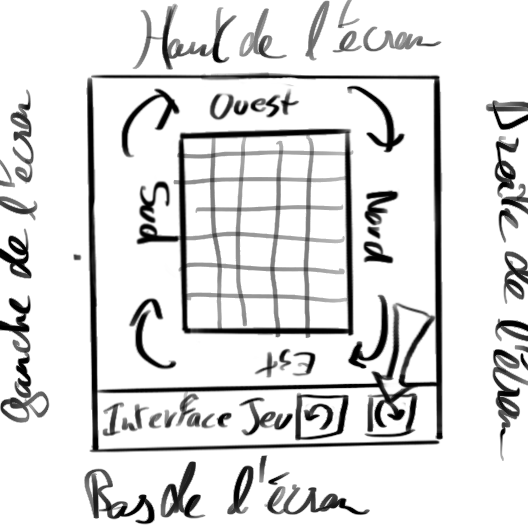 Haut de l'écran
Gauche de l'écran
Ouest
Droite de l'écran
Sud
Nord
Est
Interface Jeu
Bas de l'écran